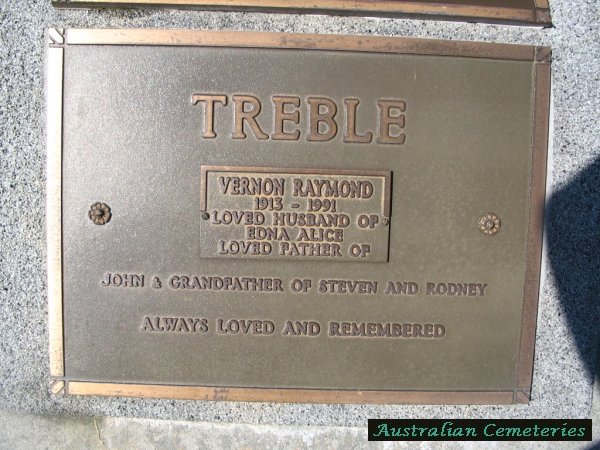 TREBLE
VERNON RAYMOND
1913 - 1991
LOVED HUSBAND OF
EDNA ALICE
LOVED FATHER OF
JOHN & GRANDFATHER OF STEVEN AND RODNEY
ALWAYS LOVED AND REMEMBERED
Australian Cemeteries